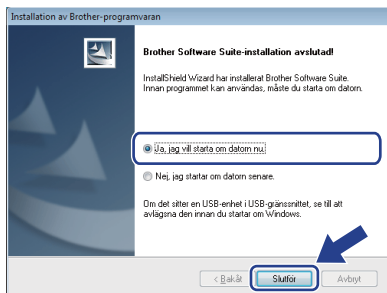 Installation av Brother-programvaran
Brother Software Suite-installation avslutad!
InstallShield Wizard har installerat Brother Software Suite.
Innan programmet kan användas, måste du starta om datorn.
Ja, jag vill starta om datorn nu.
Nej, jag startar om datorn senare.
Om det sitter en USB-enhet i USB-gränssnittet, se till att
avlägsna den innan du startar om Windows.
< Bakåt Slutför Avbryt